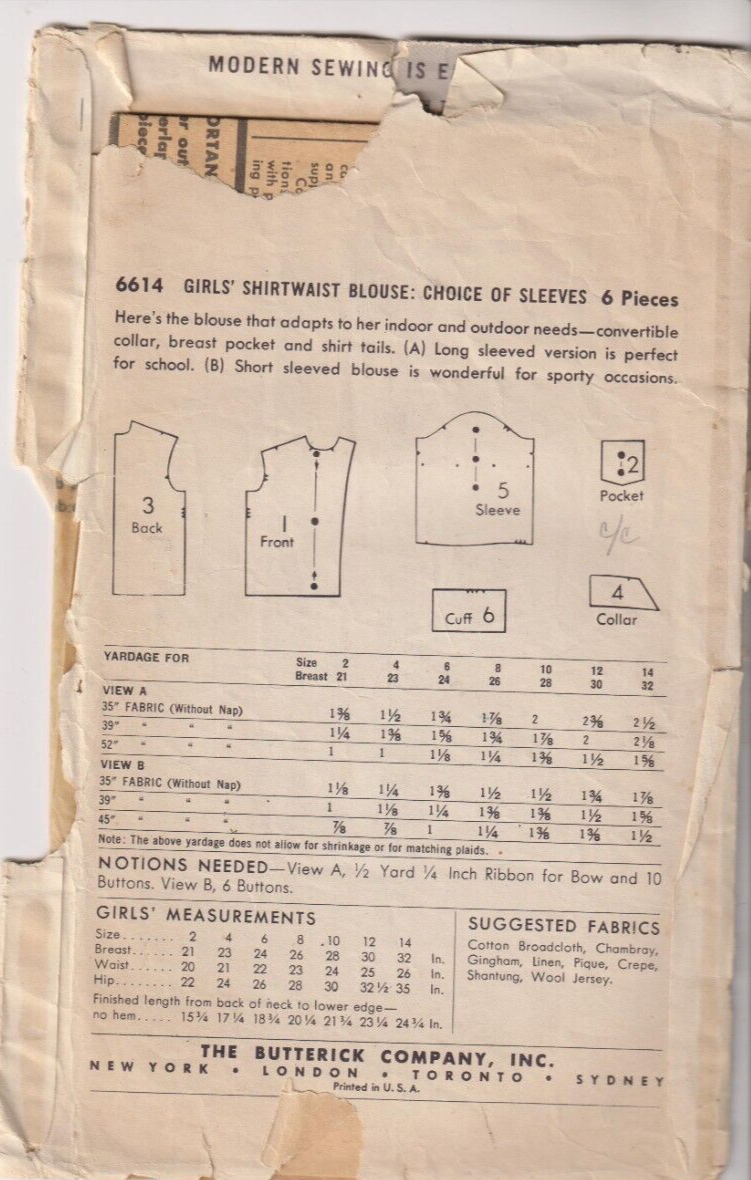 MODERN SEWING IS E
ORTAN
r out
erlap
piece
supp
tion
with p
ing p
6614 GIRLS' SHIRTWAIST BLOUSE: CHOICE OF SLEEVES 6 Pieces
Here's the blouse that adapts to her indoor and outdoor needs—convertible
collar, breast pocket and shirt tails. (A) Long sleeved version is perfect
for school. (B) Short sleeved blouse is wonderful for sporty occasions.
3
Back
1
Front
5
Sleeve
2
Pocket
c/c
Cuff 6
4
Collar
YARDAGE FOR Size 2 4 6 8 10 12 14
Breast 21 23 24 26 28 30 32
VIEW A
35" FABRIC (Without Nap) 1⅜ 1½ 1¾ 1⅞ 2 2⅜ 2½
39" " " " 1¼ 1⅜ 1⅝ 1¾ 1⅞ 2 2⅛
52" " " " 1 1 1⅛ 1¼ 1⅜ 1½ 1⅝
VIEW B
35" FABRIC (Without Nap) 1⅛ 1¼ 1⅜ 1½ 1½ 1¾ 1⅞
39" " " " 1 1⅛ 1¼ 1⅜ 1⅜ 1½ 1⅝
45" " " " ⅞ ⅞ 1 1¼ 1⅜ 1⅜ 1½
Note: The above yardage does not allow for shrinkage or for matching plaids.
NOTIONS NEEDED—View A, ½ Yard ¼ Inch Ribbon for Bow and 10
Buttons. View B, 6 Buttons.
GIRLS' MEASUREMENTS
Size....... 2 4 6 8 10 12 14
Breast...... 21 23 24 26 28 30 32 In.
Waist...... 20 21 22 23 24 25 26 In.
Hip........ 22 24 26 28 30 32½ 35 In.
Finished length from back of neck to lower edge—
no hem..... 15¾ 17¼ 18¾ 20¼ 21¾ 23¼ 24¾ In.
SUGGESTED FABRICS
Cotton Broadcloth, Chambray,
Gingham, Linen, Pique, Crepe,
Shantung, Wool Jersey.
THE BUTTERICK COMPANY, INC.
NEW YORK • LONDON • TORONTO • SYDNEY
Printed in U. S. A.